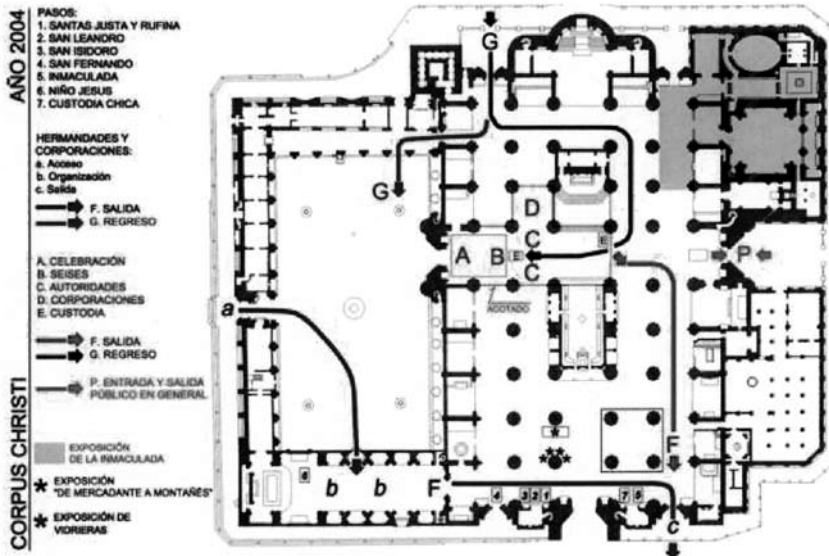 AÑO 2004
CORPUS CHRISTI
PASOS:
1. SANTAS JUSTA Y RUFINA
2. SAN LEANDRO
3. SAN ISIDORO
4. SAN FERNANDO
5. INMACULADA
6. NIÑO JESUS
7. CUSTODIA CHICA
HERMANDADES Y
CORPORACIONES:
a. Acceso
b. Organización
c. Salida
F. SALIDA
G. REGRESO
A. CELEBRACIÓN
B. SEISES
C. AUTORIDADES
D. CORPORACIONES
E. CUSTODIA
F. SALIDA
G. REGRESO
P. ENTRADA Y SALIDA
PÚBLICO EN GENERAL
EXPOSICIÓN
DE LA INMACULADA
EXPOSICIÓN
"DE MERCADANTE A MONTAÑÉS"
EXPOSICIÓN DE
VIDRIERAS
G
G
D
C
E
A
B
E
C
P
ACOTADO
a
F
6
b
b
F
4
3
2
1
7
5
c